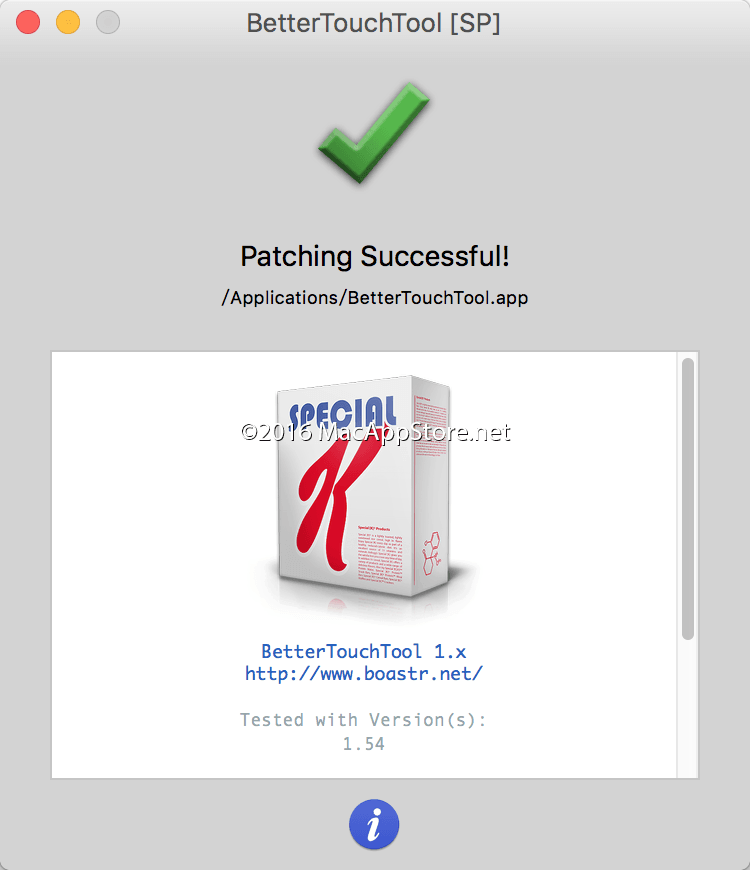 BetterTouchTool [SP]
Patching Successful!
/Applications/BetterTouchTool.app
SPECIAL
©2016 MacAppStore.net
K
BetterTouchTool 1.x
http://www.boastr.net/
Tested with Version(s):
1.54
i